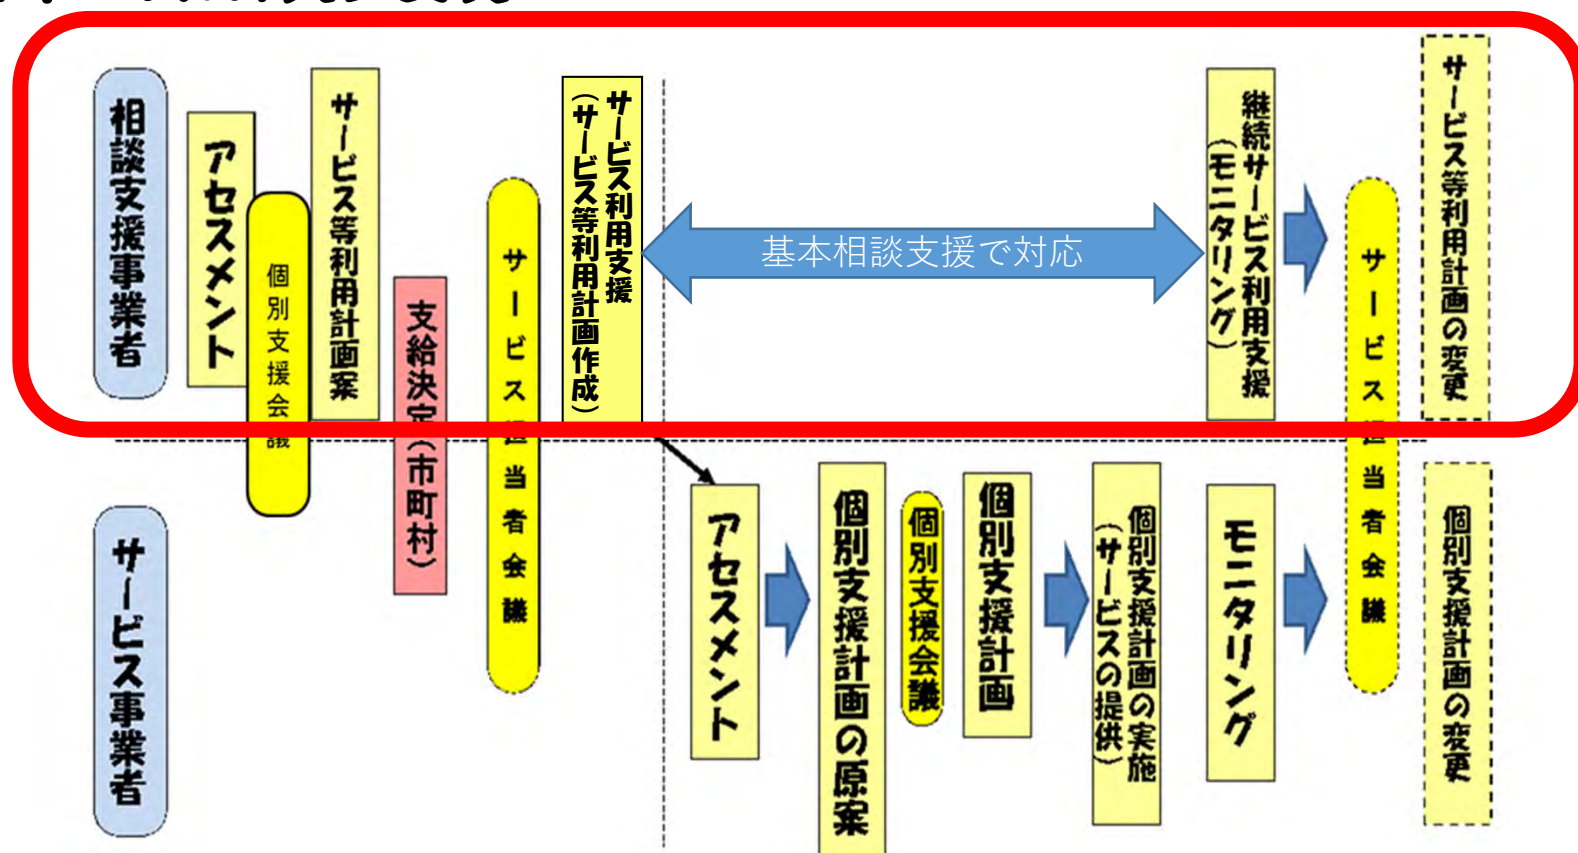 相談支援事業者
アセスメント
個別支援会議
サービス等利用計画案
支給決定(市町村)
サービス担当者会議
サービス利用支援
(サービス等利用計画作成)
基本相談支援で対応
継続サービス利用支援
(モニタリング)
サービス担当者会議
サービス等利用計画の変更
サービス事業者
アセスメント
個別支援計画の原案
個別支援会議
個別支援計画
個別支援計画の実施
(サービスの提供)
モニタリング
個別支援計画の変更